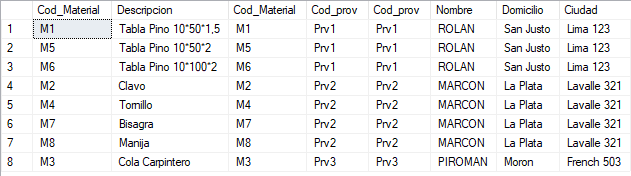 Cod_Material Descripcion Cod_Material Cod_prov Cod_prov Nombre Domicilio Ciudad
1 M1 Tabla Pino 10*50*1,5 M1 Prv1 Prv1 ROLAN San Justo Lima 123
2 M5 Tabla Pino 10*50*2 M5 Prv1 Prv1 ROLAN San Justo Lima 123
3 M6 Tabla Pino 10*100*2 M6 Prv1 Prv1 ROLAN San Justo Lima 123
4 M2 Clavo M2 Prv2 Prv2 MARCON La Plata Lavalle 321
5 M4 Tornillo M4 Prv2 Prv2 MARCON La Plata Lavalle 321
6 M7 Bisagra M7 Prv2 Prv2 MARCON La Plata Lavalle 321
7 M8 Manija M8 Prv2 Prv2 MARCON La Plata Lavalle 321
8 M3 Cola Carpintero M3 Prv3 Prv3 PIROMAN Moron French 503